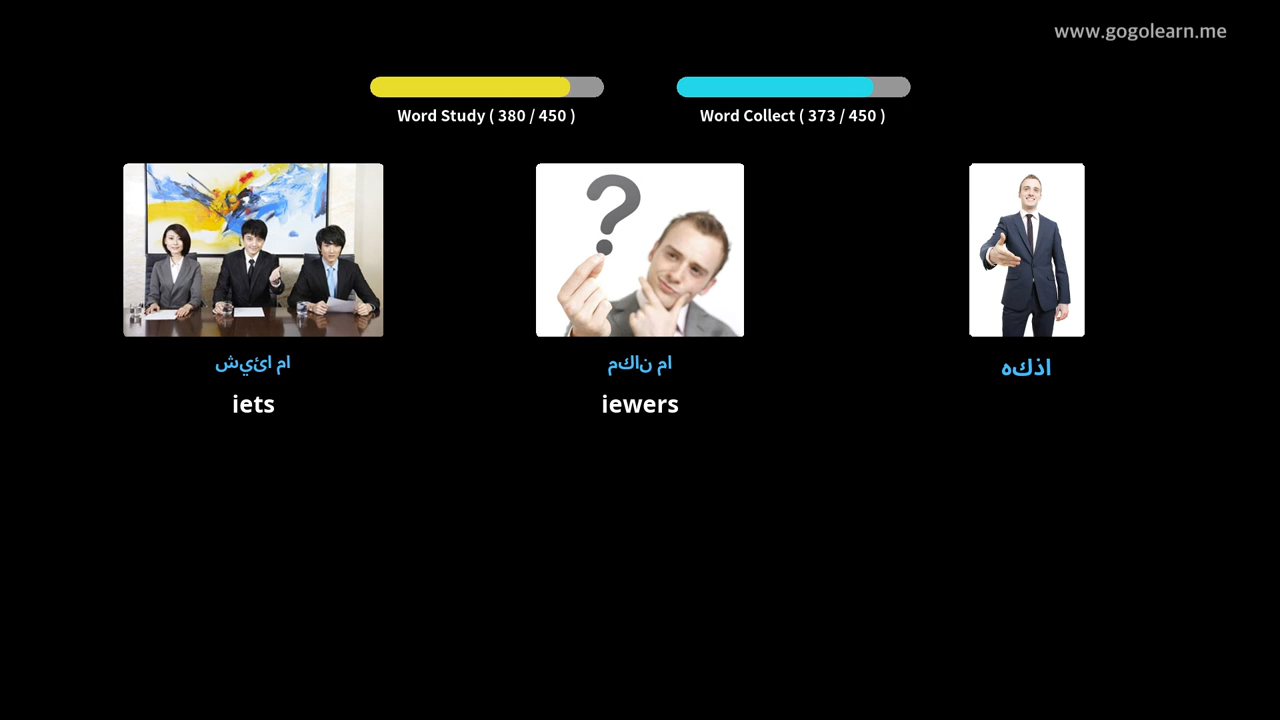 www.gogolearn.me
Word Study ( 380 / 450 )
Word Collect ( 373 / 450 )
ام ائيش
ام ناكم
اذكه
iets
iewers